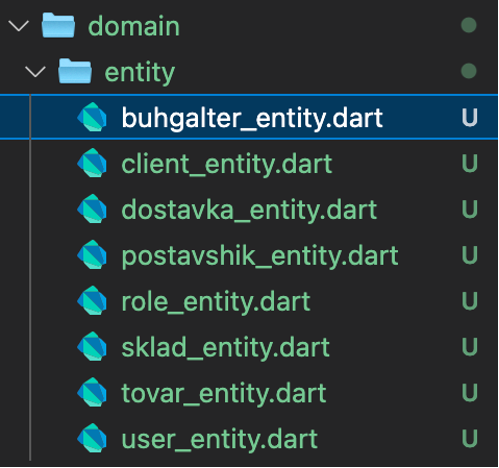 domain
entity
buhgalter_entity.dart U
client_entity.dart U
dostavka_entity.dart U
postavshik_entity.dart U
role_entity.dart U
sklad_entity.dart U
tovar_entity.dart U
user_entity.dart U